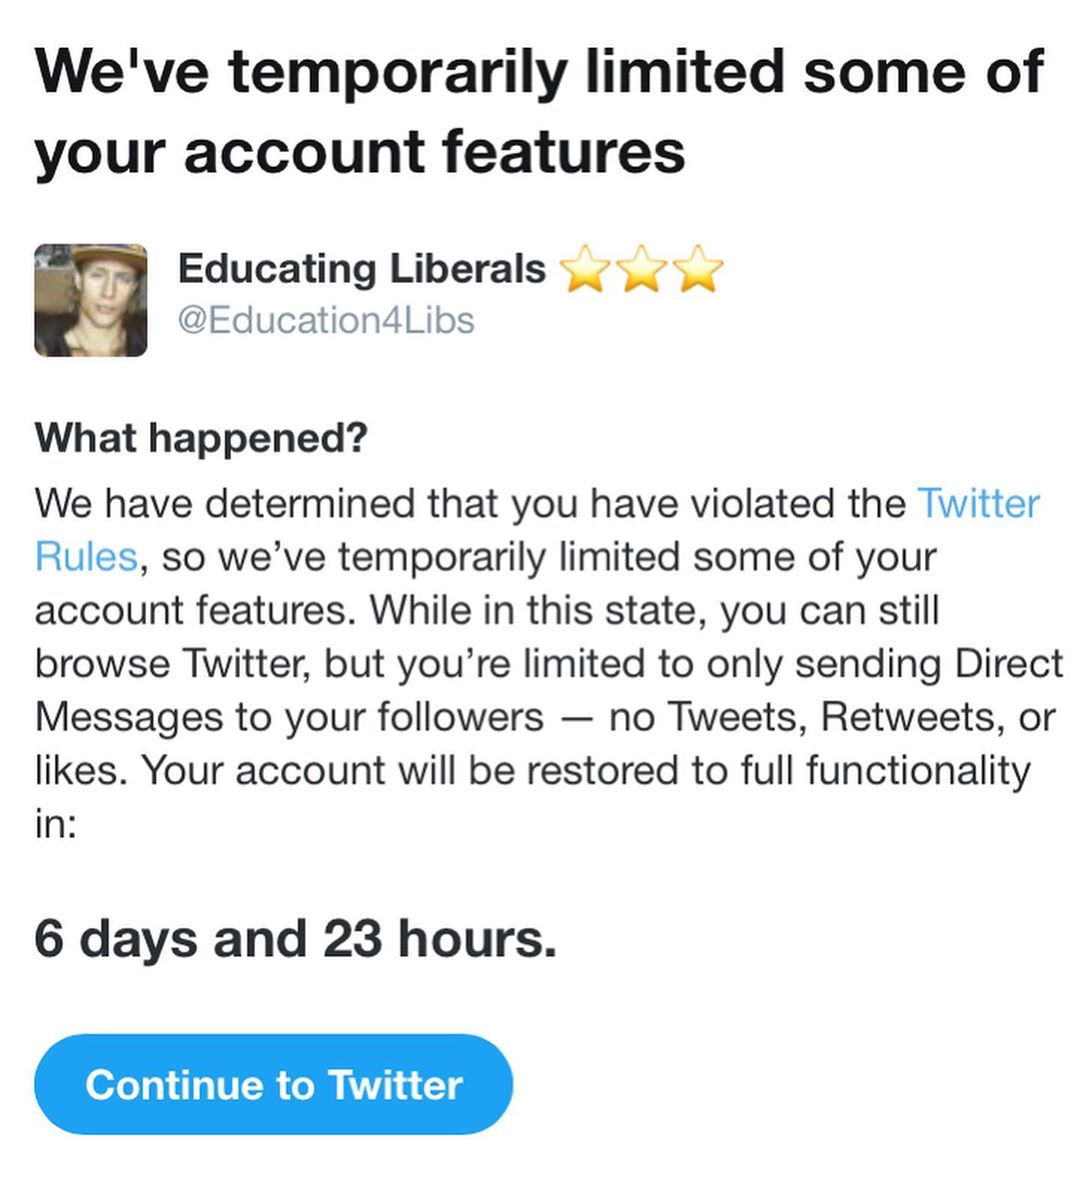 We've temporarily limited some of
your account features
Educating Liberals ⭐⭐⭐
@Education4Libs
What happened?
We have determined that you have violated the Twitter
Rules, so we’ve temporarily limited some of your
account features. While in this state, you can still
browse Twitter, but you’re limited to only sending Direct
Messages to your followers — no Tweets, Retweets, or
likes. Your account will be restored to full functionality
in:
6 days and 23 hours.
Continue to Twitter